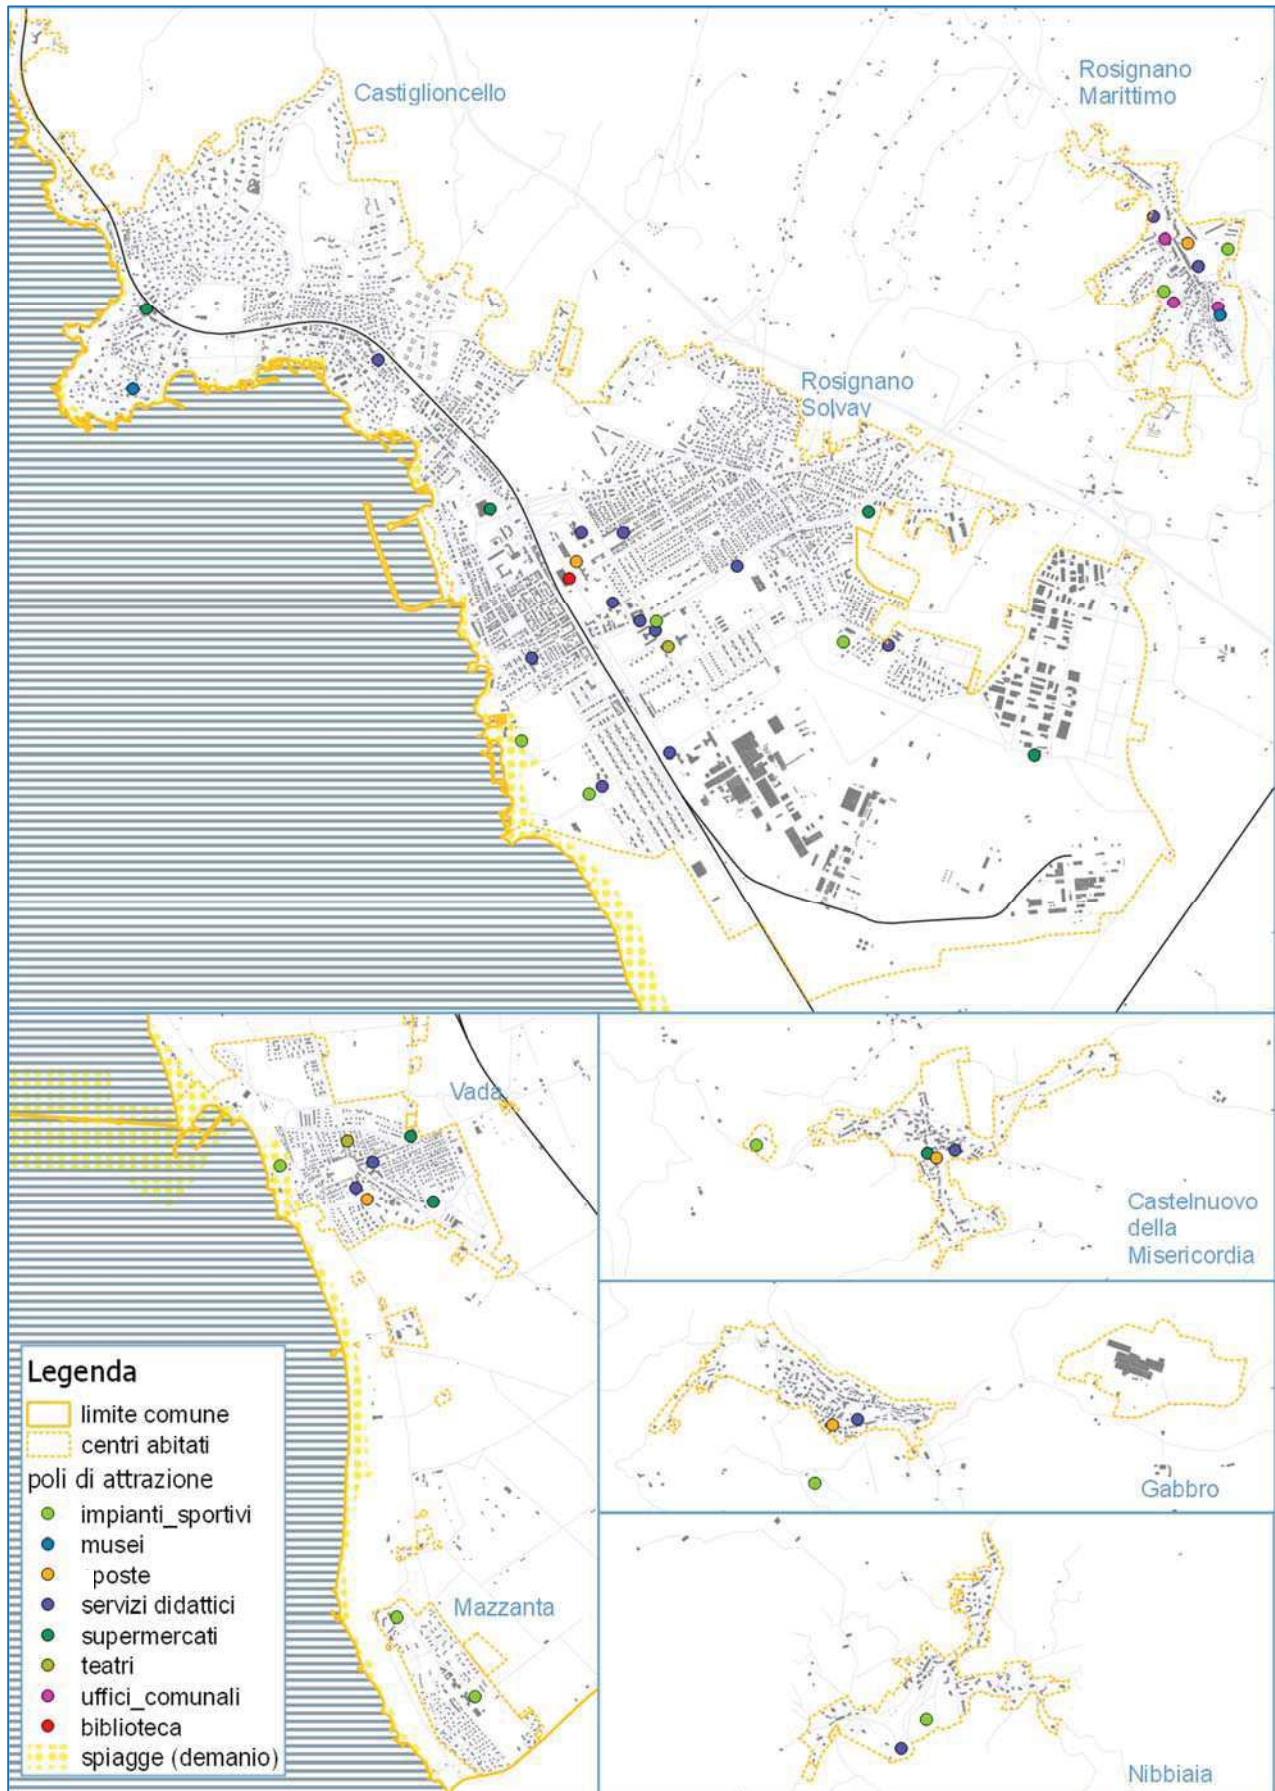 Castiglioncello
Rosignano
Marittimo
Rosignano
Solvav
Vada
Castelnuovo
della
Misericordia
Gabbro
Mazzanta
Nibbiaia
Legenda
limite comune
centri abitati
poli di attrazione
impianti_sportivi
musei
poste
servizi didattici
supermercati
teatri
uffici_comunali
biblioteca
spiagge (demanio)